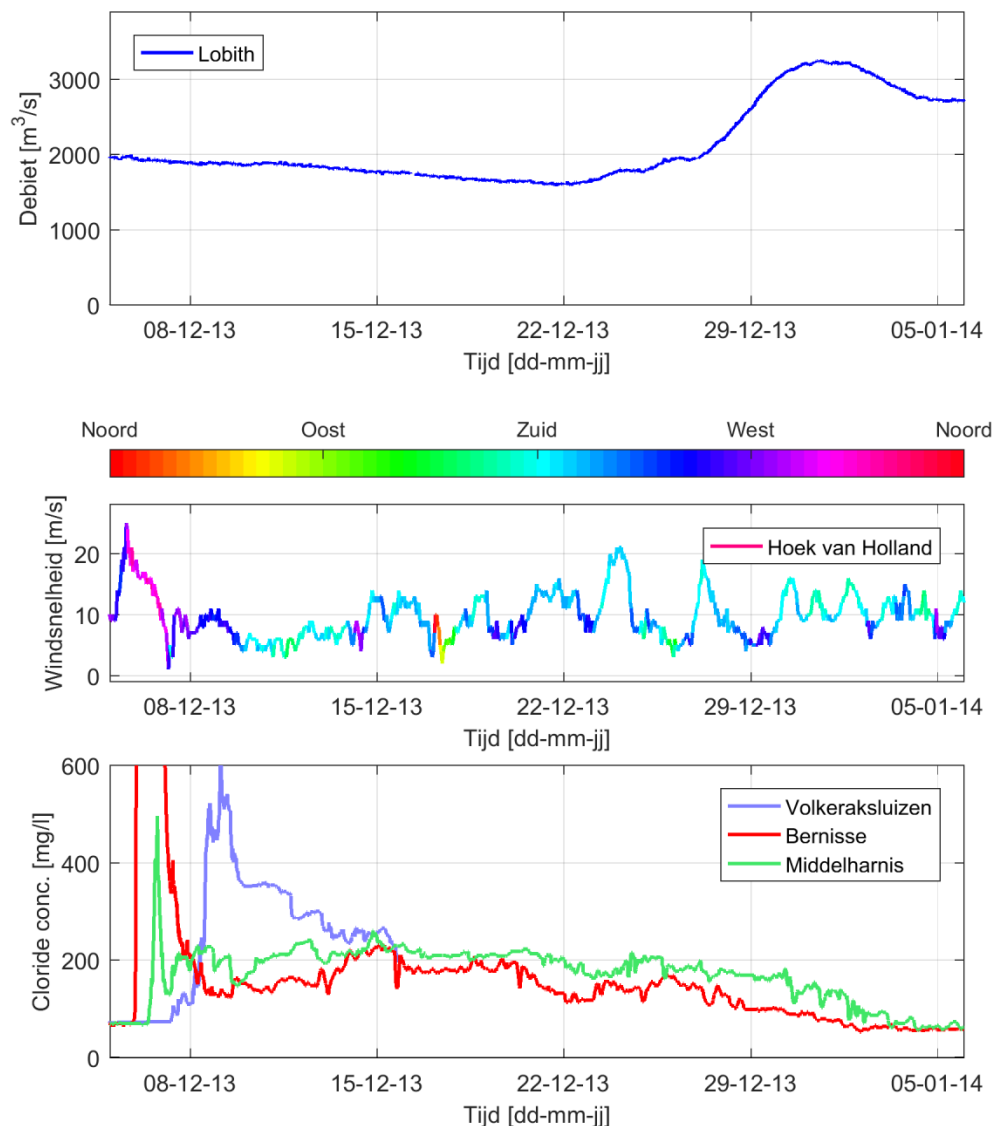 Lobith
Debiet [m³/s]
3000
2000
1000
0
08-12-13 15-12-13 22-12-13 29-12-13 05-01-14
Tijd [dd-mm-jj]
Noord Oost Zuid West Noord
Windsnelheid [m/s]
20
10
0
Hoek van Holland
08-12-13 15-12-13 22-12-13 29-12-13 05-01-14
Tijd [dd-mm-jj]
Cloride conc. [mg/l]
600
400
200
0
Volkeraksluizen
Bernisse
Middelharnis
08-12-13 15-12-13 22-12-13 29-12-13 05-01-14
Tijd [dd-mm-jj]